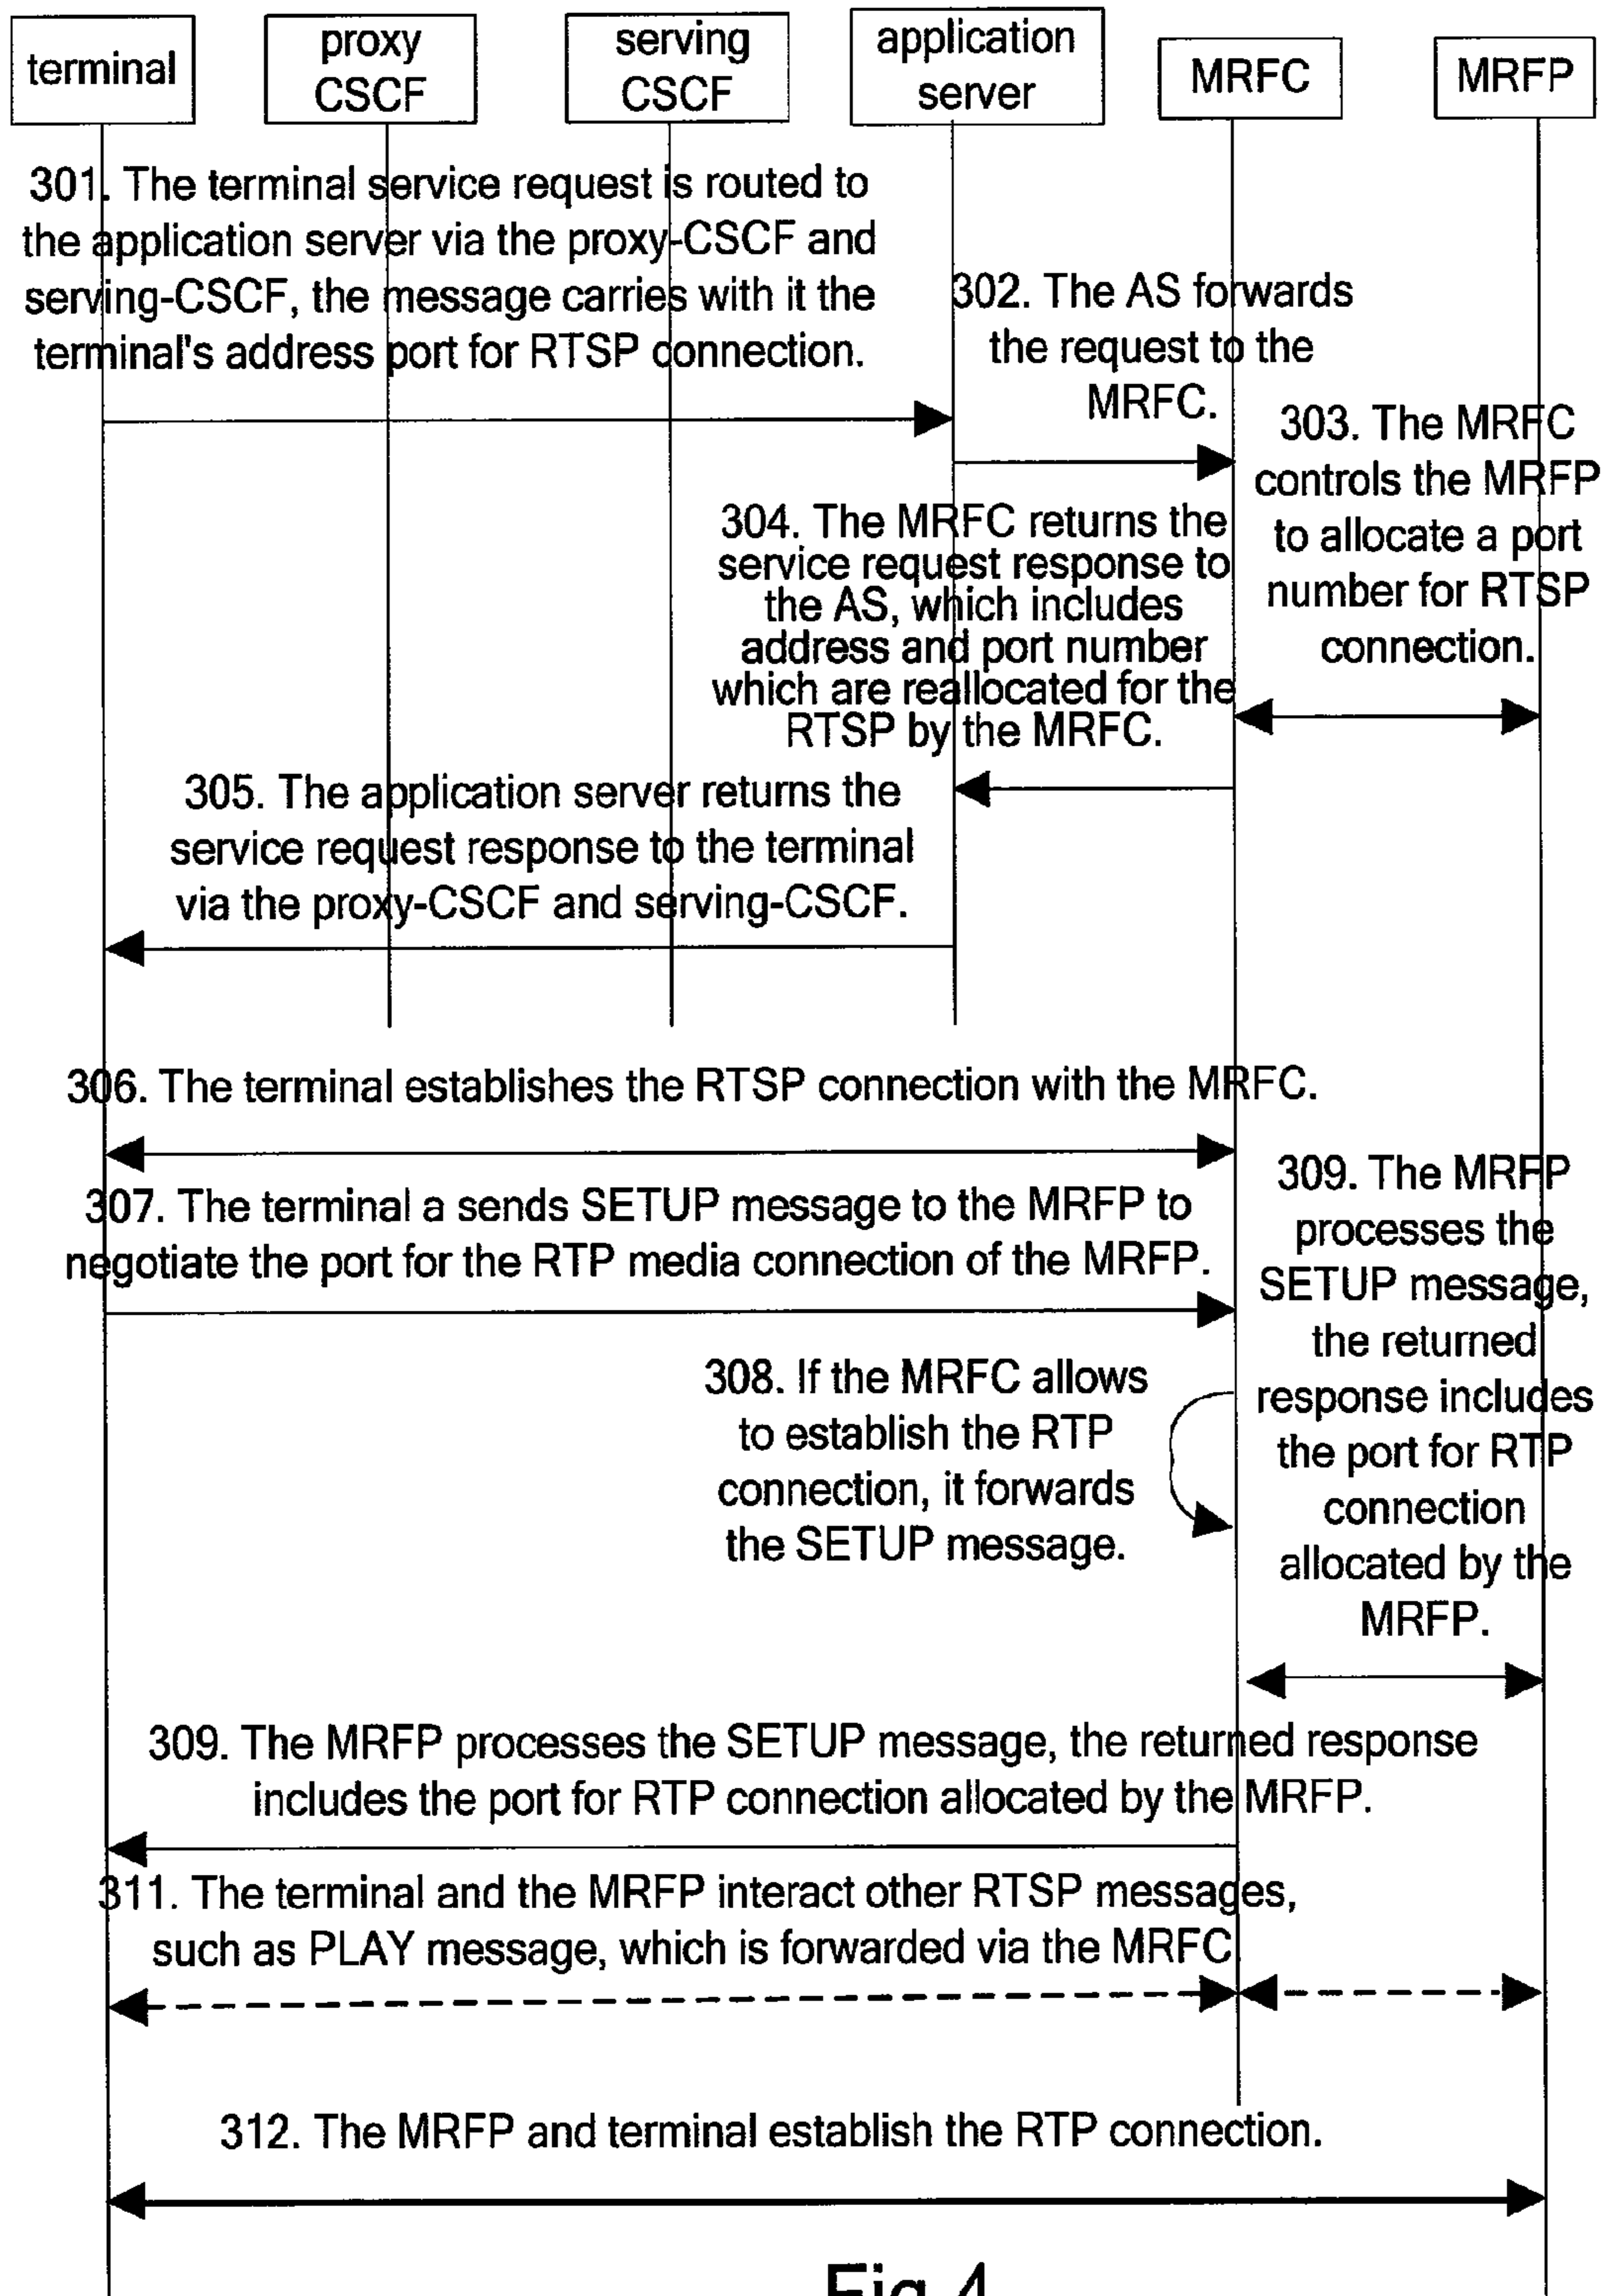 terminal
proxy
CSCF
serving
CSCF
application
server
MRFC
MRFP
301. The terminal service request is routed to
the application server via the proxy-CSCF and
serving-CSCF, the message carries with it the
terminal's address port for RTSP connection.
302. The AS forwards
the request to the
MRFC.
303. The MRFC
controls the MRFP
to allocate a port
number for RTSP
connection.
304. The MRFC returns the
service request response to
the AS, which includes
address and port number
which are reallocated for the
RTSP by the MRFC.
305. The application server returns the
service request response to the terminal
via the proxy-CSCF and serving-CSCF.
306. The terminal establishes the RTSP connection with the MRFC.
307. The terminal a sends SETUP message to the MRFP to
negotiate the port for the RTP media connection of the MRFP.
308. If the MRFC allows
to establish the RTP
connection, it forwards
the SETUP message.
309. The MRFP
processes the
SETUP message,
the returned
response includes
the port for RTP
connection
allocated by the
MRFP.
309. The MRFP processes the SETUP message, the returned response
includes the port for RTP connection allocated by the MRFP.
311. The terminal and the MRFP interact other RTSP messages,
such as PLAY message, which is forwarded via the MRFC
312. The MRFP and terminal establish the RTP connection.
Fig.4